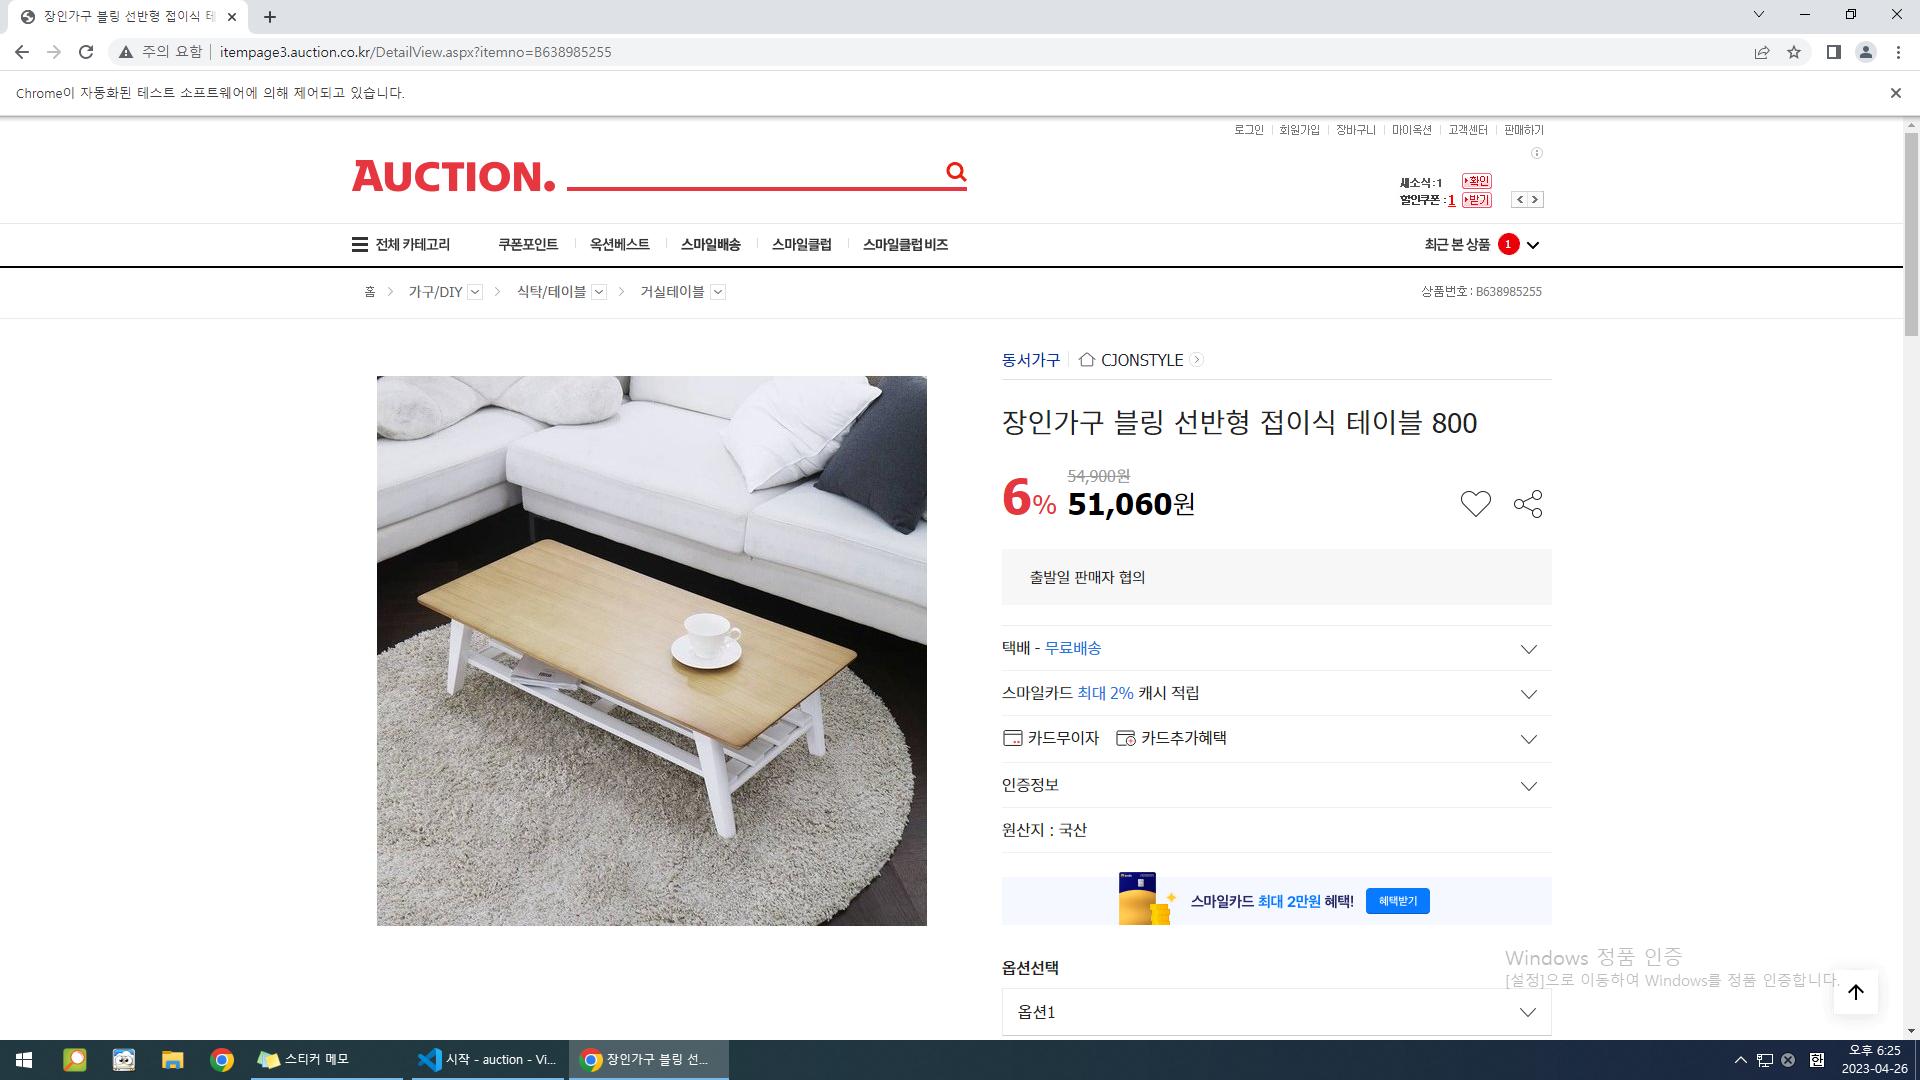 장인가구 블링 선반형 접이식 테
주의 요함
itempage3.auction.co.kr/DetailView.aspx?itemno=B638985255
Chrome이 자동화된 테스트 소프트웨어에 의해 제어되고 있습니다.
로그인 회원가입 장바구니 마이옥션 고객센터 판매하기
AUCTION.
새소식 : 1 확인
할인쿠폰 : 1 받기
전체 카테고리 쿠폰포인트 옥션베스트 스마일배송 스마일클럽 스마일클럽 비즈
최근 본 상품 1
홈 가구/DIY 식탁/테이블 거실테이블
상품번호 : B638985255
동서가구 CJONSTYLE
장인가구 블링 선반형 접이식 테이블 800
54,900원
6% 51,060원
출발일 판매자 협의
택배 - 무료배송
스마일카드 최대 2% 캐시 적립
카드무이자 카드추가혜택
인증정보
원산지 : 국산
스마일카드 최대 2만원 혜택! 혜택받기
옵션선택
옵션1
Windows 정품 인증
[설정]으로 이동하여 Windows를 정품 인증합니다.
스티커 메모
시작 - auction - Vi...
장인가구 블링 선...
한
오후 6:25
2023-04-26